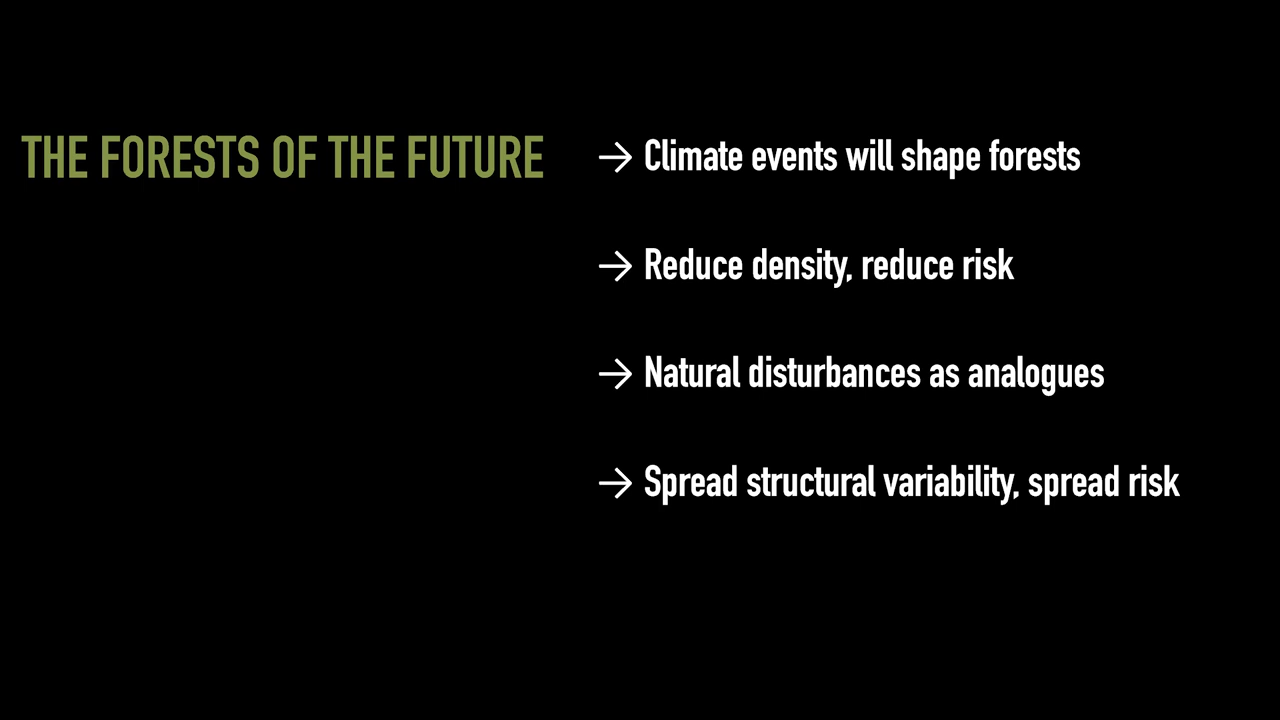 THE FORESTS OF THE FUTURE
→ Climate events will shape forests
→ Reduce density, reduce risk
→ Natural disturbances as analogues
→ Spread structural variability, spread risk